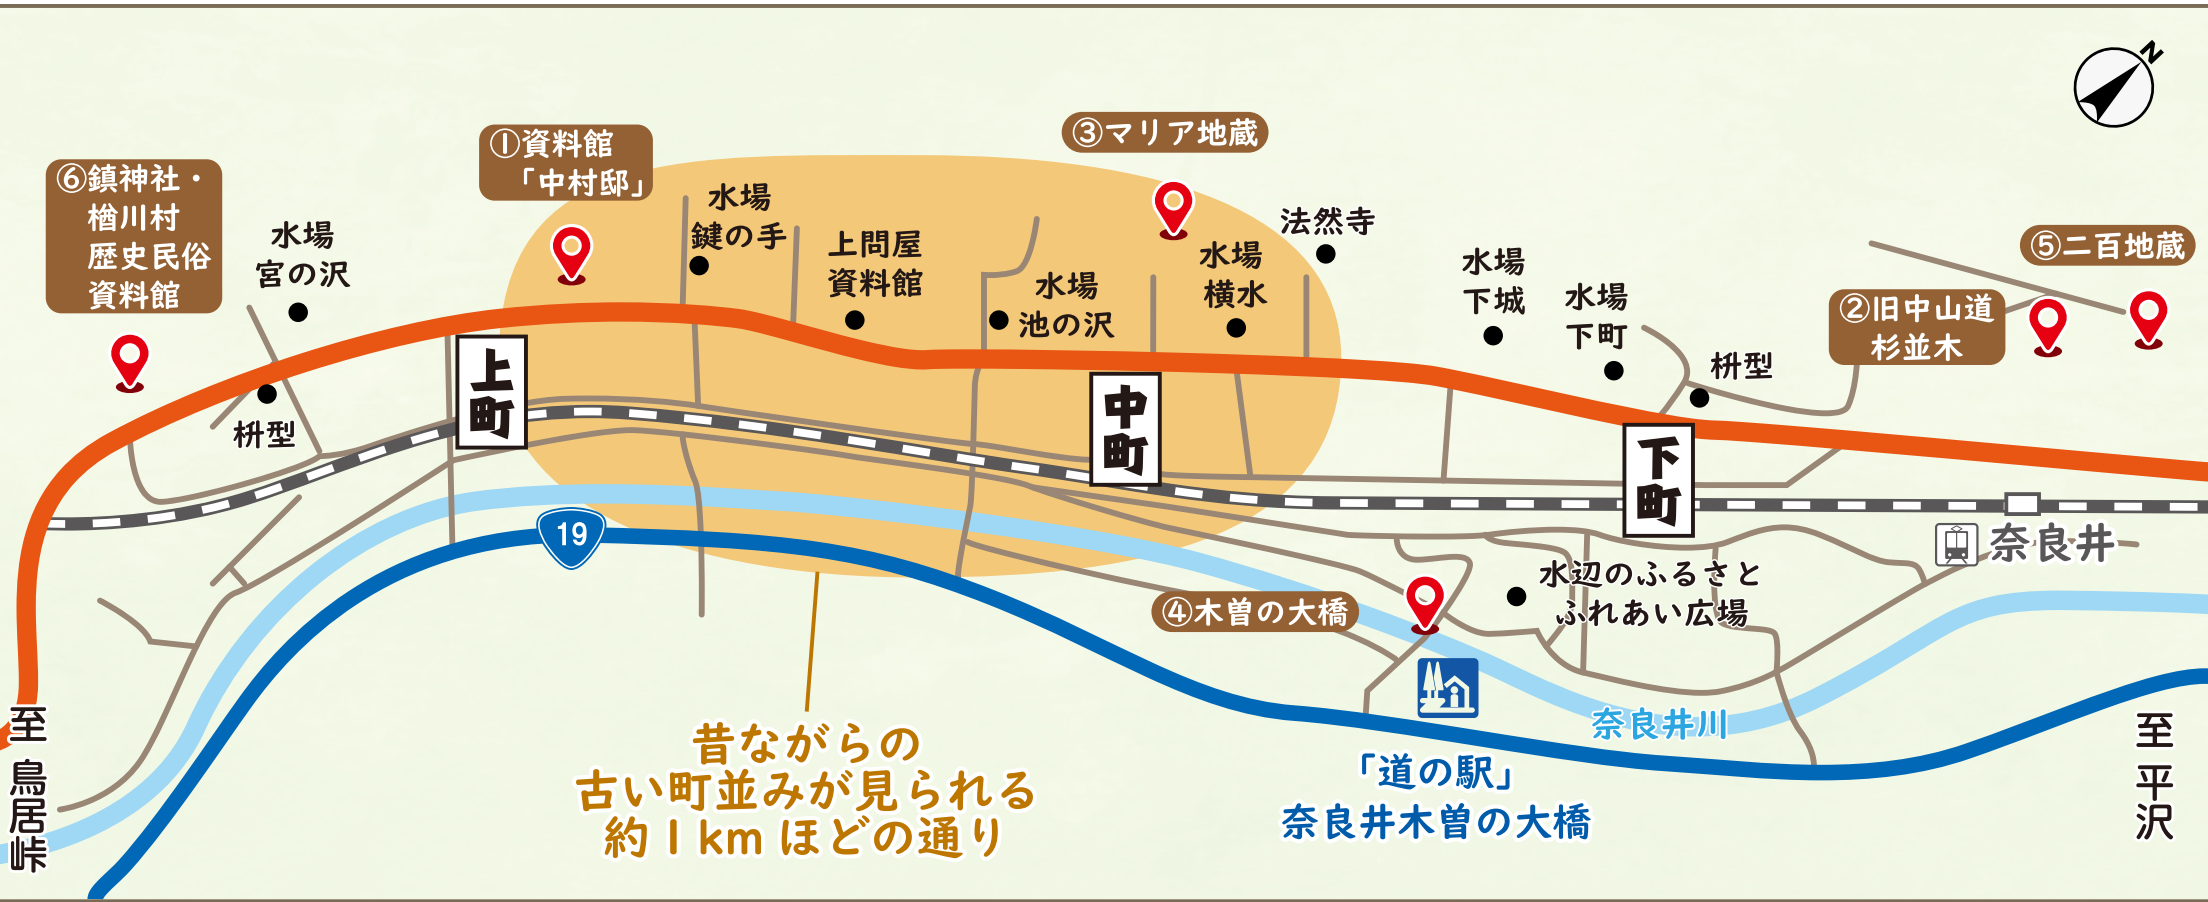 N
⑥鎮神社・
楢川村
歴史民俗
資料館
水場
宮の沢
枡型
①資料館
「中村邸」
上町
水場
鍵の手
上問屋
資料館
水場
池の沢
③マリア地蔵
水場
横水
法然寺
中町
水場
下城
水場
下町
枡型
下町
②旧中山道
杉並木
⑤二百地蔵
奈良井
19
④木曽の大橋
水辺のふるさと
ふれあい広場
奈良井川
「道の駅」
奈良井木曽の大橋
昔ながらの
古い町並みが見られる
約1kmほどの通り
至 鳥居峠
至 平沢